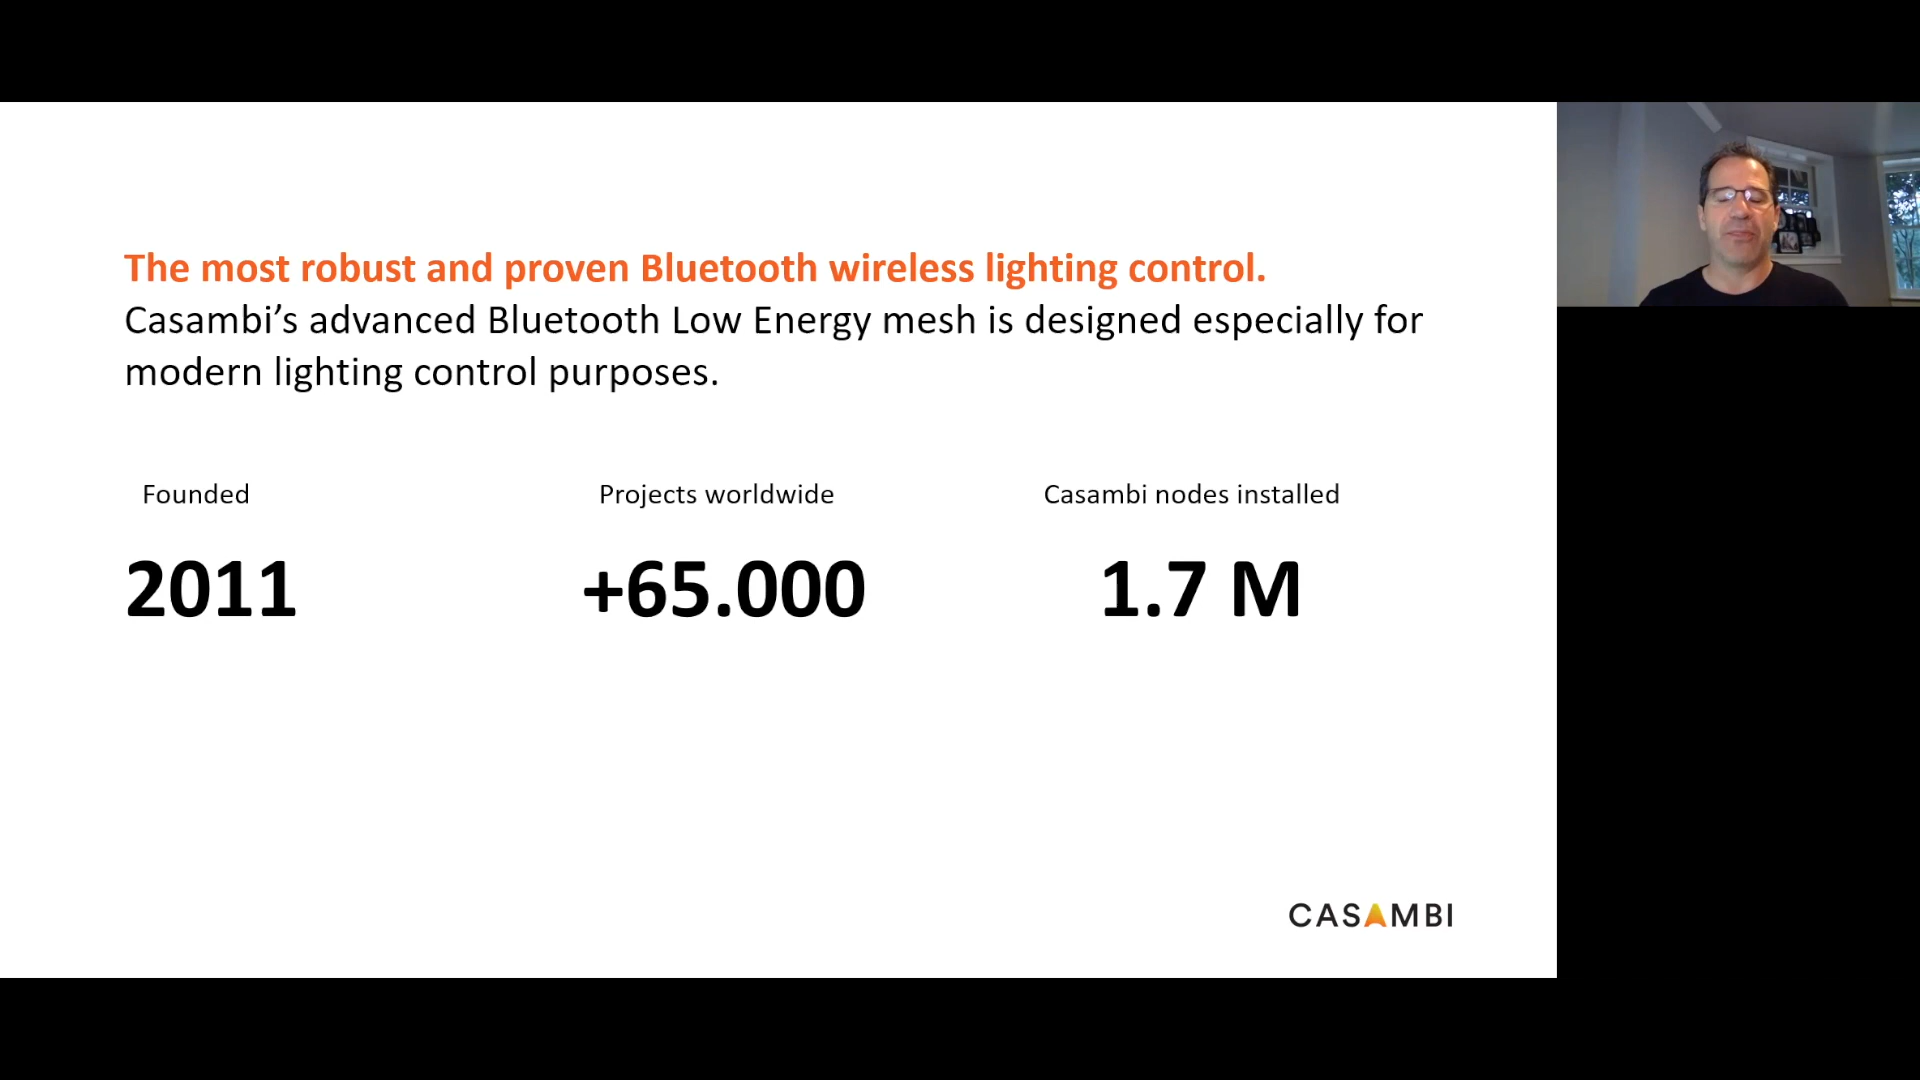 The most robust and proven Bluetooth wireless lighting control.
Casambi’s advanced Bluetooth Low Energy mesh is designed especially for
modern lighting control purposes.
Founded
Projects worldwide
Casambi nodes installed
2011
+65.000
1.7 M
CASAMBI